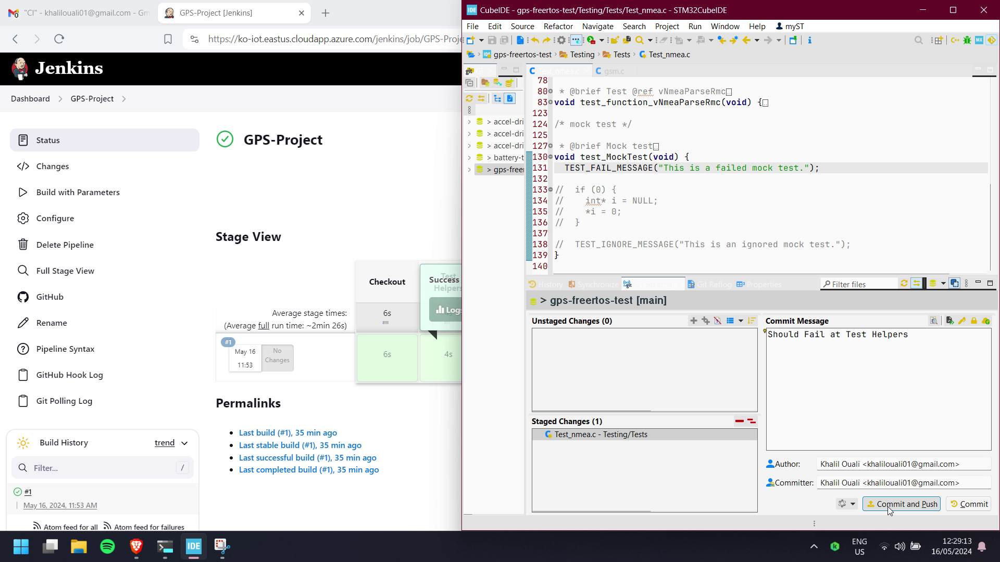 "CI" - khalilouali01@gmail.com - Gm
GPS-Project [Jenkins]
https://ko-iot.eastus.cloudapp.azure.com/jenkins/job/GPS-Proje
Jenkins
Dashboard
GPS-Project
Status
Changes
Build with Parameters
Configure
Delete Pipeline
Full Stage View
GitHub
Rename
Pipeline Syntax
GitHub Hook Log
Git Polling Log
Build History
trend
Filter...
/
#1
May 16, 2024, 11:53 AM
Atom feed for all
Atom feed for failures
GPS-Project
Stage View
Checkout
Test
Helpers
Success
Logs
Average stage times:
(Average full run time: ~2min 26s)
6s
#1
May 16
11:53
No
Changes
6s
4s
Permalinks
Last build (#1), 35 min ago
Last stable build (#1), 35 min ago
Last successful build (#1), 35 min ago
Last completed build (#1), 35 min ago
IDE
CubeIDE - gps-freertos-test/Testing/Tests/Test_nmea.c - STM32CubeIDE
File
Edit
Source
Refactor
Navigate
Search
Project
Run
Window
Help
myST
MX
IDE
gps-freertos-test
Testing
Tests
Test_nmea.c
git
> accel-dri
> accel-dri
> accel-dri
> battery-t
> gps-freer
Test_nmea.c
gsm.c
78
80 * @brief Test @ref vNmeaParseRmc
83 void test_function_vNmeaParseRmc(void) {
123
124 /* mock test */
125
127 * @brief Mock test
130 void test_MockTest(void) {
131 TEST_FAIL_MESSAGE("This is a failed mock test.");
132
133 // if (0) {
134 // int* i = NULL;
135 // *i = 0;
136 // }
137
138 // TEST_IGNORE_MESSAGE("This is an ignored mock test.");
139 }
140
History
Synchronize
git
Git Reflog
Properties
Filter files
> gps-freertos-test [main]
Unstaged Changes (0)
Staged Changes (1)
Test_nmea.c - Testing/Tests
Commit Message
Should Fail at Test Helpers
Author:
Khalil Ouali <khalilouali01@gmail.com>
Committer:
Khalil Ouali <khalilouali01@gmail.com>
Commit and Push
Commit
IDE
ENG
US
12:29:13
16/05/2024